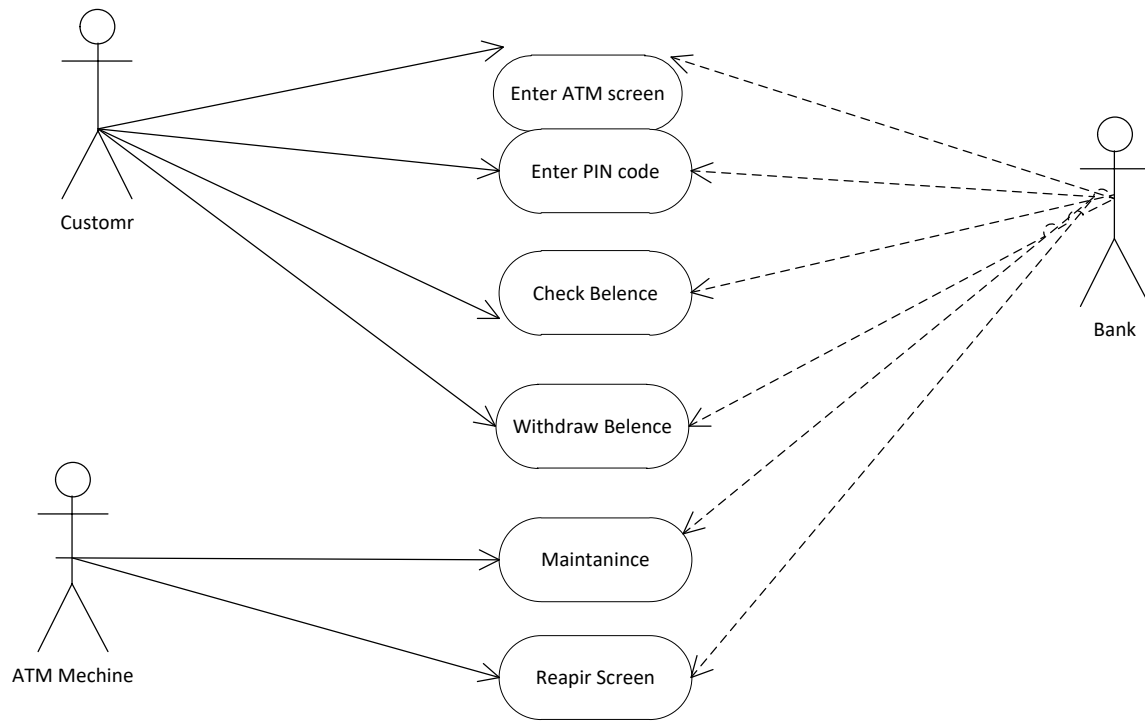 Enter ATM screen
Enter PIN code
Customr
Check Belence
Bank
Withdraw Belence
Maintanince
ATM Mechine
Reapir Screen